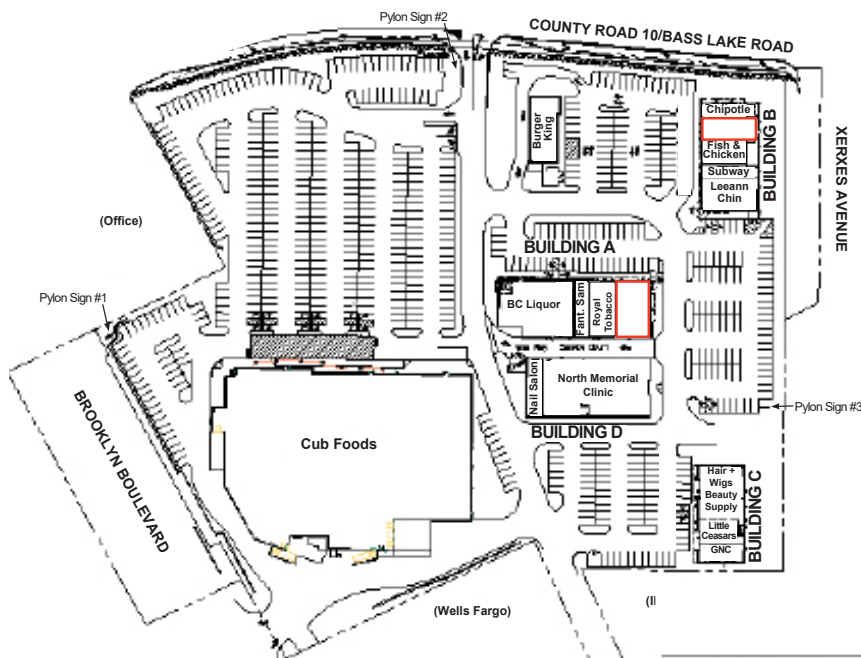 Pylon Sign #2
COUNTY ROAD 10/BASS LAKE ROAD
Burger
King
Chipotle
Fish &
Chicken
Subway
Leeann
Chin
BUILDING B
XERXES AVENUE
(Office)
BUILDING A
BC Liquor
Fant. Sam
Royal
Tobacco
Pylon Sign #1
Nail Salon
North Memorial
Clinic
BUILDING D
Pylon Sign #3
BROOKLYN BOULEVARD
Cub Foods
Hair +
Wigs
Beauty
Supply
Little
Ceasars
GNC
BUILDING C
(Wells Fargo)